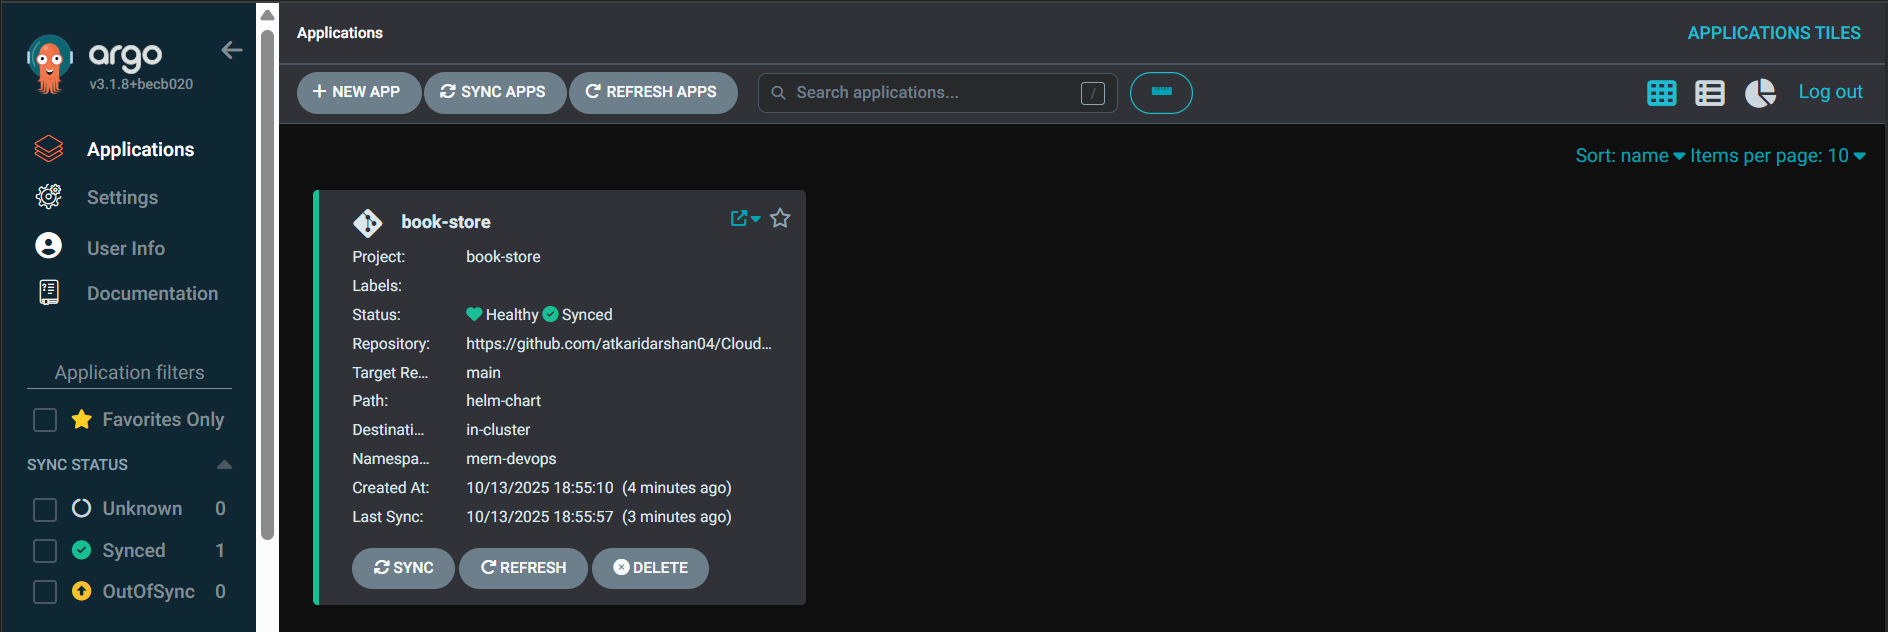 argo
v3.1.8+becb020
Applications
Settings
User Info
Documentation
Application filters
Favorites Only
SYNC STATUS
Unknown 0
Synced 1
OutOfSync 0
Applications
APPLICATIONS TILES
+ NEW APP
SYNC APPS
REFRESH APPS
Search applications...
/
Log out
Sort: name
Items per page: 10
book-store
Project: book-store
Labels:
Status: Healthy Synced
Repository: https://github.com/atkaridarshan04/Cloud...
Target Re... main
Path: helm-chart
Destinati... in-cluster
Namespa... mern-devops
Created At: 10/13/2025 18:55:10 (4 minutes ago)
Last Sync: 10/13/2025 18:55:57 (3 minutes ago)
SYNC
REFRESH
DELETE